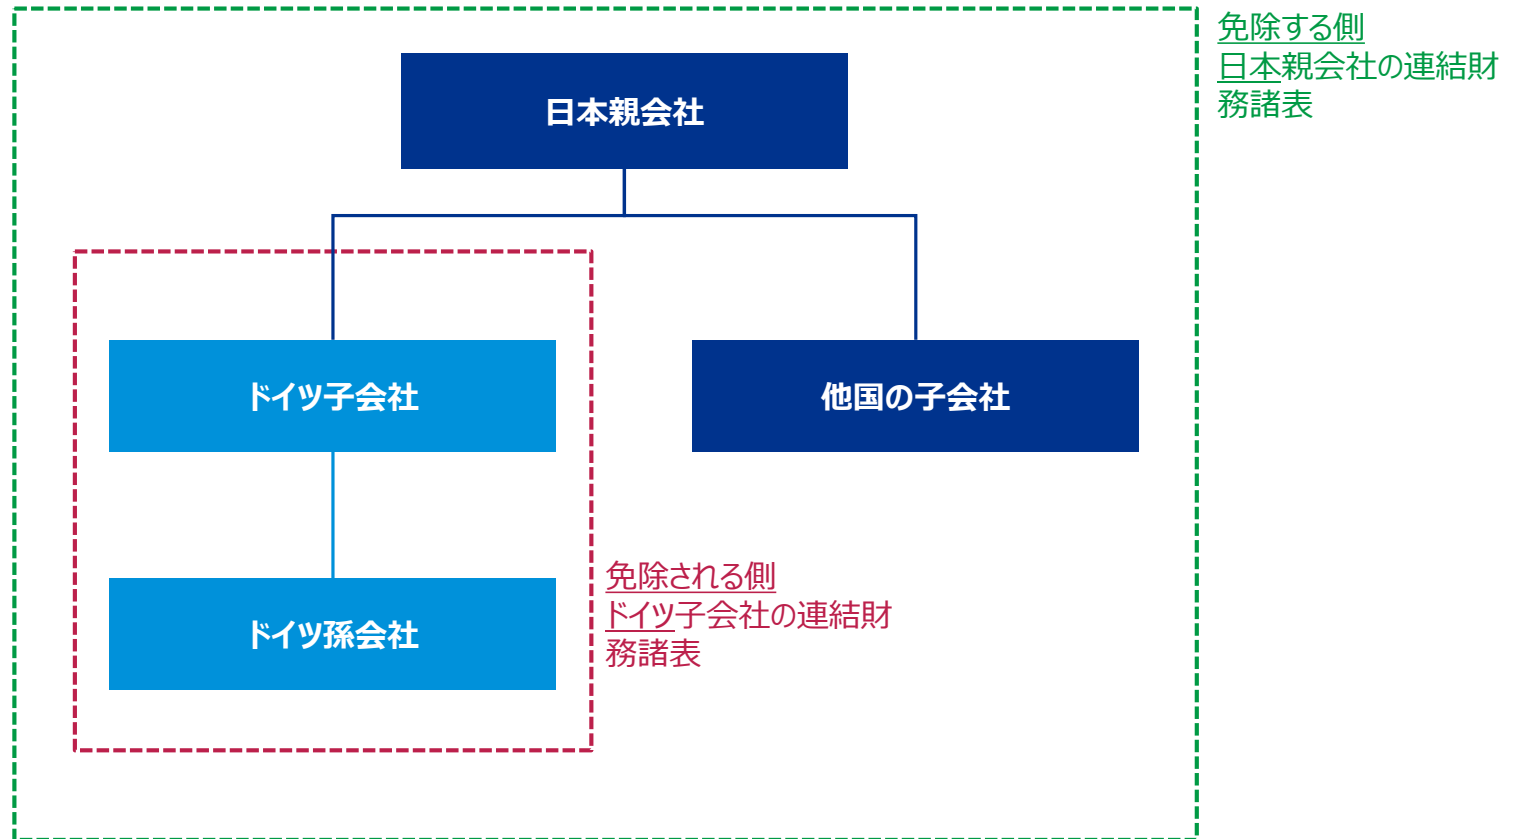 免除する側
日本親会社の連結財
務諸表
日本親会社
ドイツ子会社
他国の子会社
免除される側
ドイツ子会社の連結財
務諸表
ドイツ孫会社